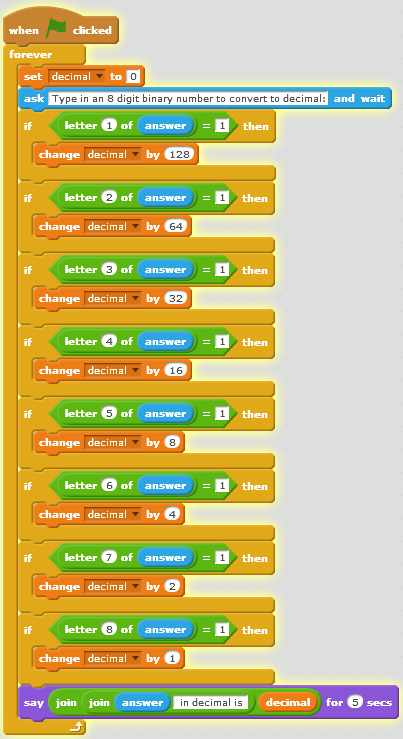 when clicked
forever
set decimal to 0
ask Type in an 8 digit binary number to convert to decimal: and wait
if letter 1 of answer = 1 then
change decimal by 128
if letter 2 of answer = 1 then
change decimal by 64
if letter 3 of answer = 1 then
change decimal by 32
if letter 4 of answer = 1 then
change decimal by 16
if letter 5 of answer = 1 then
change decimal by 8
if letter 6 of answer = 1 then
change decimal by 4
if letter 7 of answer = 1 then
change decimal by 2
if letter 8 of answer = 1 then
change decimal by 1
say join join answer in decimal is decimal for 5 secs